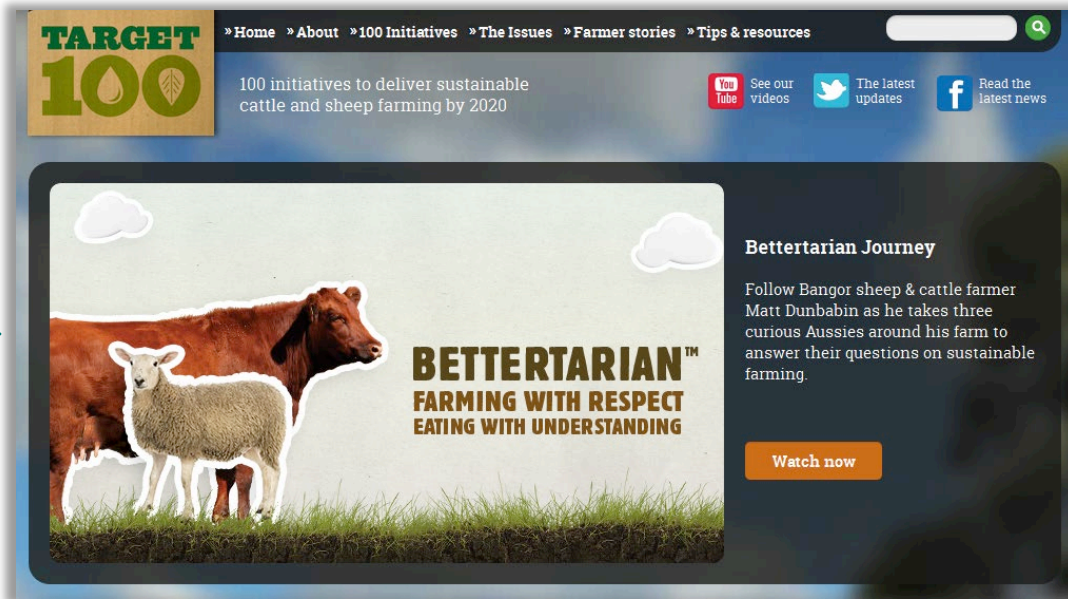 TARGET
100
» Home » About » 100 Initiatives » The Issues » Farmer stories » Tips & resources
100 initiatives to deliver sustainable
cattle and sheep farming by 2020
You
Tube
See our
videos
The latest
updates
f
Read the
latest news
BETTERTARIAN™
FARMING WITH RESPECT
EATING WITH UNDERSTANDING
Bettertarian Journey
Follow Bangor sheep & cattle farmer
Matt Dunbabin as he takes three
curious Aussies around his farm to
answer their questions on sustainable
farming.
Watch now